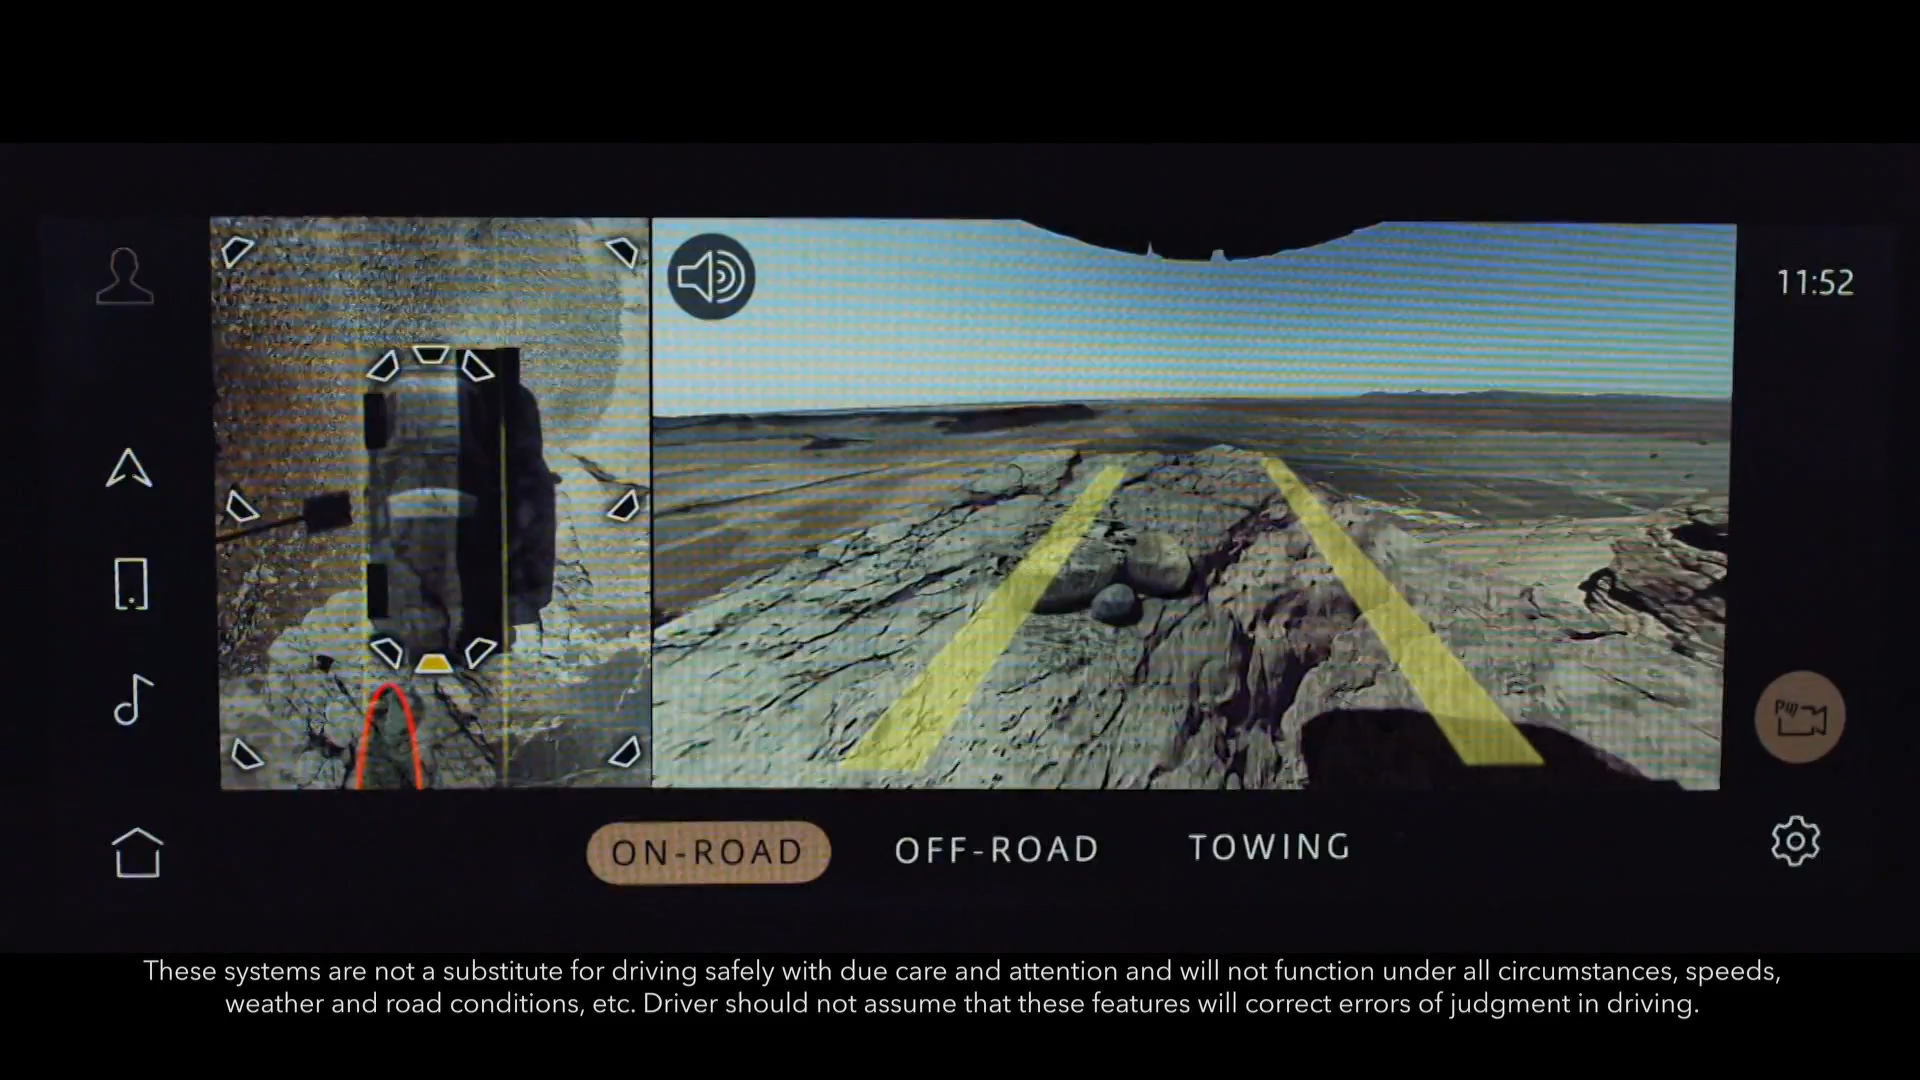 11:52
ON-ROAD
OFF-ROAD
TOWING
These systems are not a substitute for driving safely with due care and attention and will not function under all circumstances, speeds,
weather and road conditions, etc. Driver should not assume that these features will correct errors of judgment in driving.